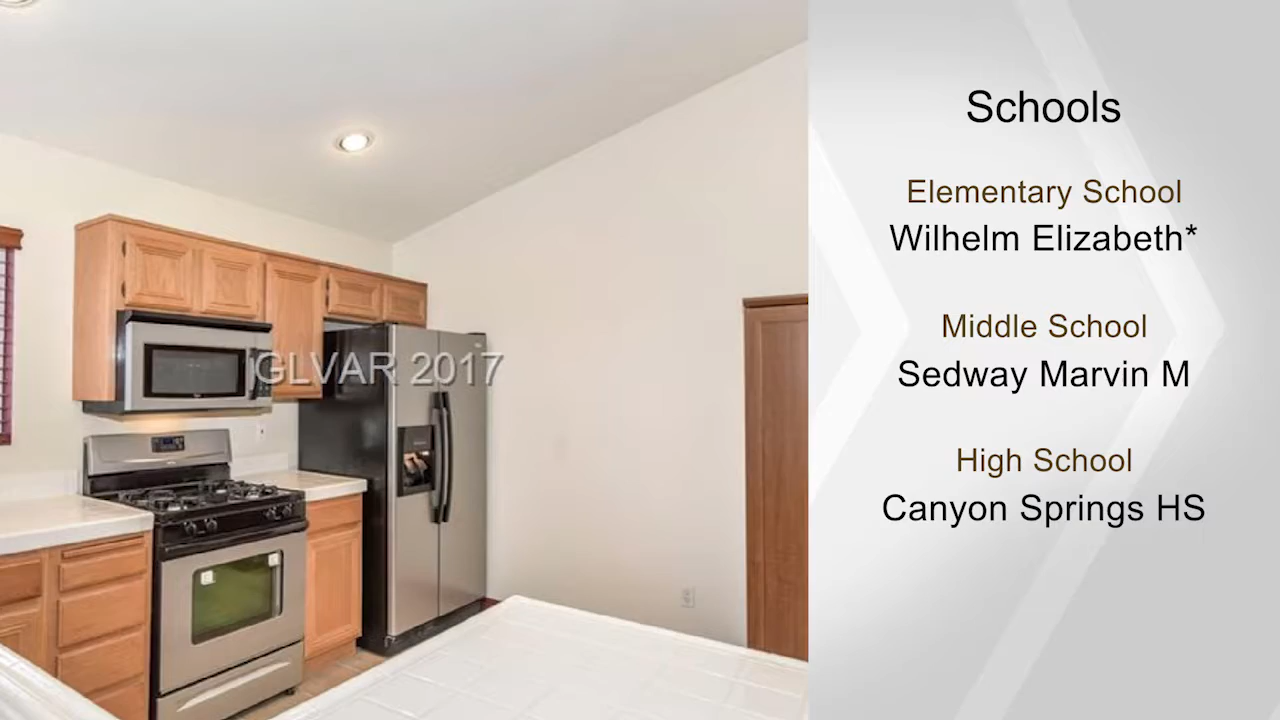 GLVAR 2017
Schools
Elementary School
Wilhelm Elizabeth*
Middle School
Sedway Marvin M
High School
Canyon Springs HS